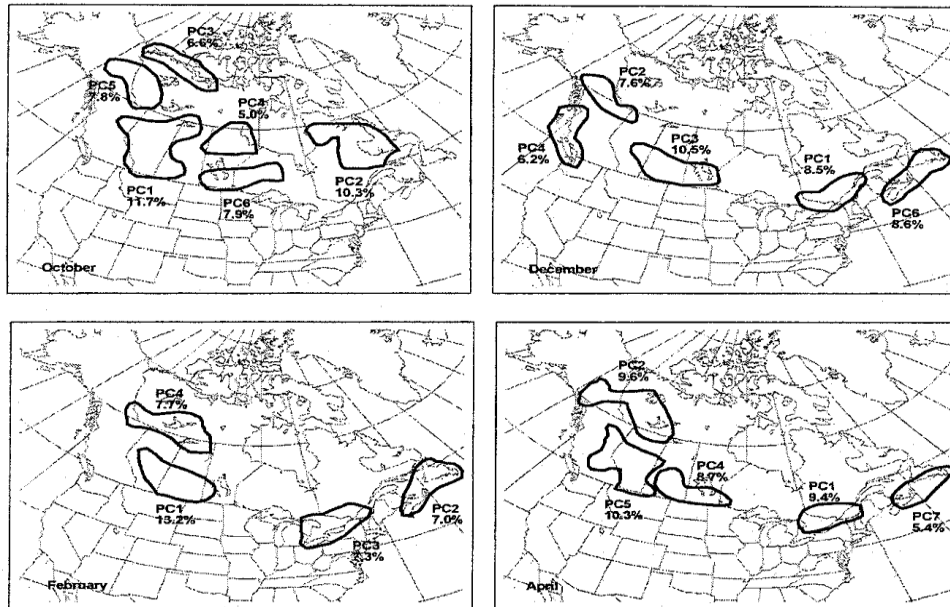 PC3
6.6%
PC5
7.8%
PC4
5.0%
PC1
11.7%
PC6
7.9%
PC2
10.3%
October
PC2
7.6%
PC4
6.2%
PC3
10.5%
PC1
8.5%
PC6
8.6%
December
PC4
7.7%
PC1
13.2%
PC3
PC2
7.0%
February
PC2
9.6%
PC4
8.7%
PC5
10.3%
PC1
9.4%
PC7
5.4%
April